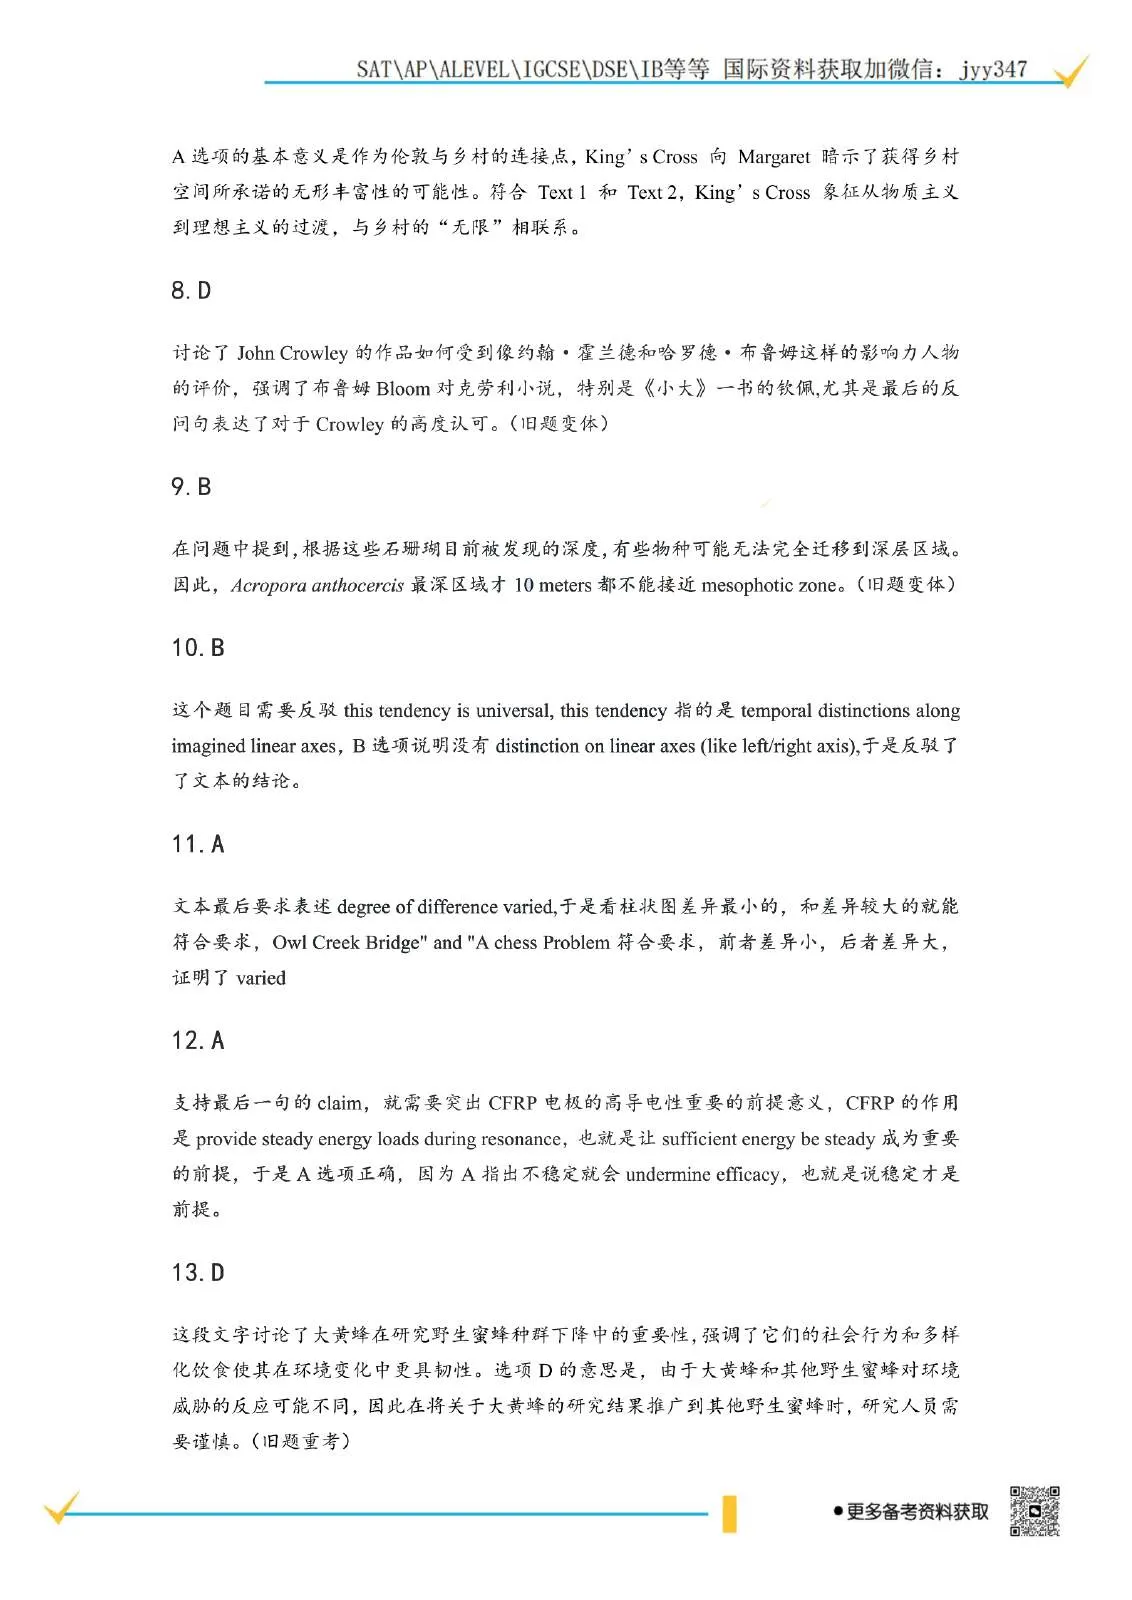 SAT\AP\ALEVEL\IGCSE\DSE\IB等等 国际资料获取加微信：jyy347
A 选项的基本意义是作为伦敦与乡村的连接点，King’s Cross 向 Margaret 暗示了获得乡村
空间所承诺的无形丰富性的可能性。符合 Text 1 和 Text 2，King’s Cross 象征从物质主义
到理想主义的过渡，与乡村的“无限”相联系。
8. D
讨论了 John Crowley 的作品如何受到像约翰·霍兰德和哈罗德·布鲁姆这样的影响力人物
的评价，强调了布鲁姆 Bloom 对克劳利小说，特别是《小大》一书的钦佩,尤其是最后的反
问句表达了对于 Crowley 的高度认可。（旧题变体）
9. B
在问题中提到,根据这些石珊瑚目前被发现的深度,有些物种可能无法完全迁移到深层区域。
因此，Acropora anthocercis 最深区域才 10 meters 都不能接近 mesophotic zone。（旧题变体）
10. B
这个题目需要反驳 this tendency is universal, this tendency 指的是 temporal distinctions along
imagined linear axes，B 选项说明没有 distinction on linear axes (like left/right axis),于是反驳了
了文本的结论。
11. A
文本最后要求表述 degree of difference varied,于是看柱状图差异最小的，和差异较大的就能
符合要求，Owl Creek Bridge" and "A chess Problem 符合要求，前者差异小，后者差异大，
证明了 varied
12. A
支持最后一句的 claim，就需要突出 CFRP 电极的高导电性重要的前提意义，CFRP 的作用
是 provide steady energy loads during resonance，也就是让 sufficient energy be steady 成为重要
的前提，于是 A 选项正确，因为 A 指出不稳定就会 undermine efficacy，也就是说稳定才是
前提。
13. D
这段文字讨论了大黄蜂在研究野生蜜蜂种群下降中的重要性,强调了它们的社会行为和多样
化饮食使其在环境变化中更具韧性。选项 D 的意思是，由于大黄蜂和其他野生蜜蜂对环境
威胁的反应可能不同，因此在将关于大黄蜂的研究结果推广到其他野生蜜蜂时，研究人员需
要谨慎。（旧题重考）
●更多备考资料获取